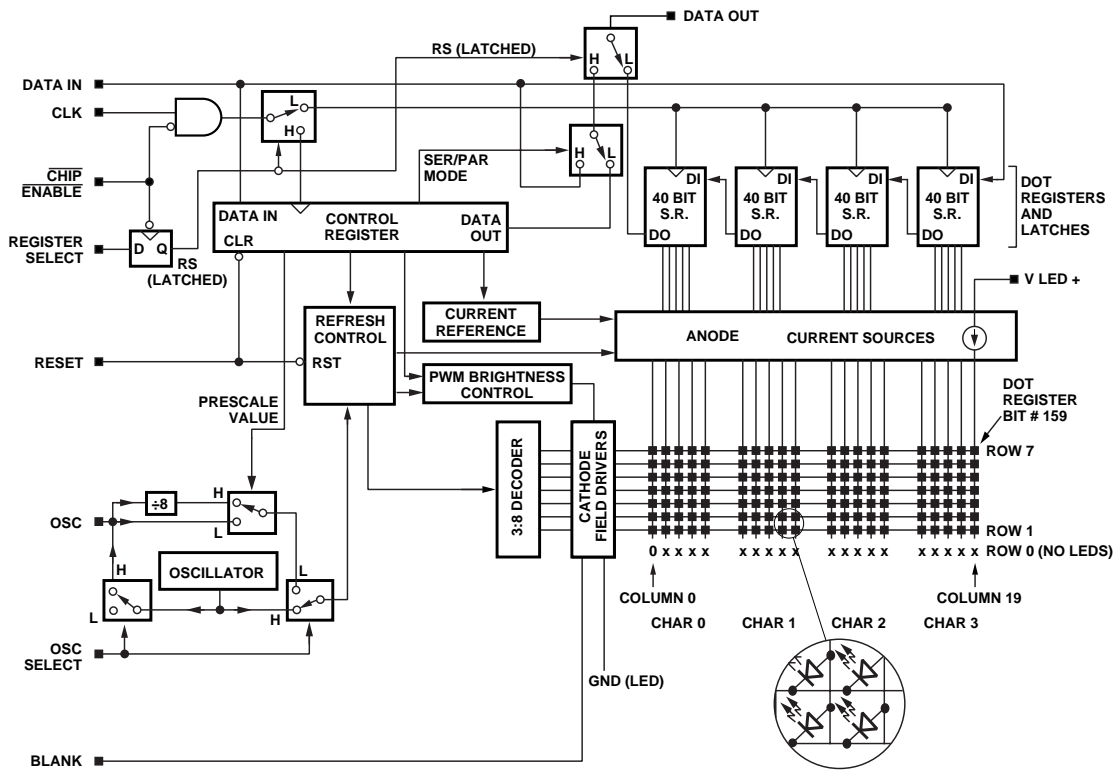 DATA OUT
RS (LATCHED)
H
L
DATA IN
CLK
L
H
SER/PAR
MODE
H
L
CHIP
ENABLE
DI
40 BIT
S.R.
DO
DI
40 BIT
S.R.
DO
DI
40 BIT
S.R.
DO
DI
40 BIT
S.R.
DO
DOT
REGISTERS
AND
LATCHES
REGISTER
SELECT
D Q
RS
(LATCHED)
DATA IN
CLR
CONTROL
REGISTER
DATA
OUT
V LED +
REFRESH
CONTROL
RST
CURRENT
REFERENCE
ANODE CURRENT SOURCES
RESET
PWM BRIGHTNESS
CONTROL
PRESCALE
VALUE
DOT
REGISTER
BIT # 159
3:8 DECODER
CATHODE
FIELD DRIVERS
ROW 7
ROW 1
0 x x x x x x x x x x x x x x x x x x x ROW 0 (NO LEDS)
OSC
÷8
H
L
H
L
OSCILLATOR
L
H
COLUMN 0
COLUMN 19
CHAR 0 CHAR 1 CHAR 2 CHAR 3
OSC
SELECT
GND (LED)
BLANK